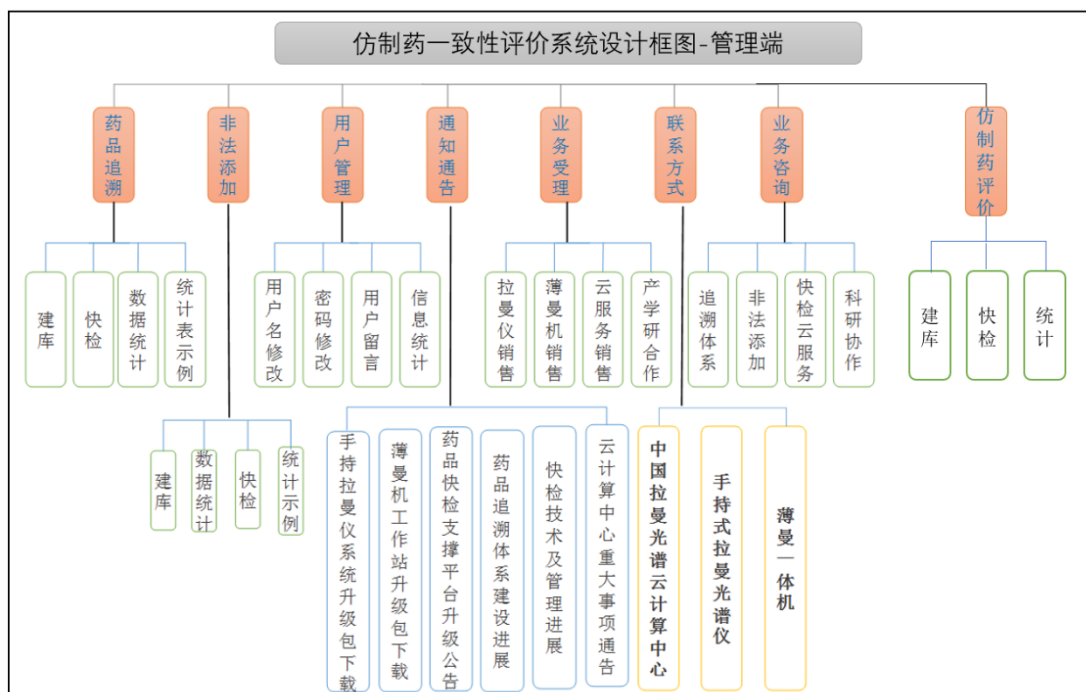 仿制药一致性评价系统设计框图-管理端
药品追溯
非法添加
用户管理
通知通告
业务受理
联系方式
业务咨询
仿制药评价
建库
快检
数据统计
统计表示例
用户名修改
密码修改
用户留言
信息统计
拉曼仪销售
薄曼机销售
云服务销售
产学研合作
追溯体系
非法添加
快检云服务
科研协作
建库
快检
统计
建库
数据统计
快检
统计示例
手持拉曼仪系统升级包下载
薄曼机工作站升级包下载
药品快检支撑平台升级公告
药品追溯体系建设进展
快检技术及管理进展
云计算中心重大事项通告
中国拉曼光谱云计算中心
手持式拉曼光谱仪
薄曼一体机